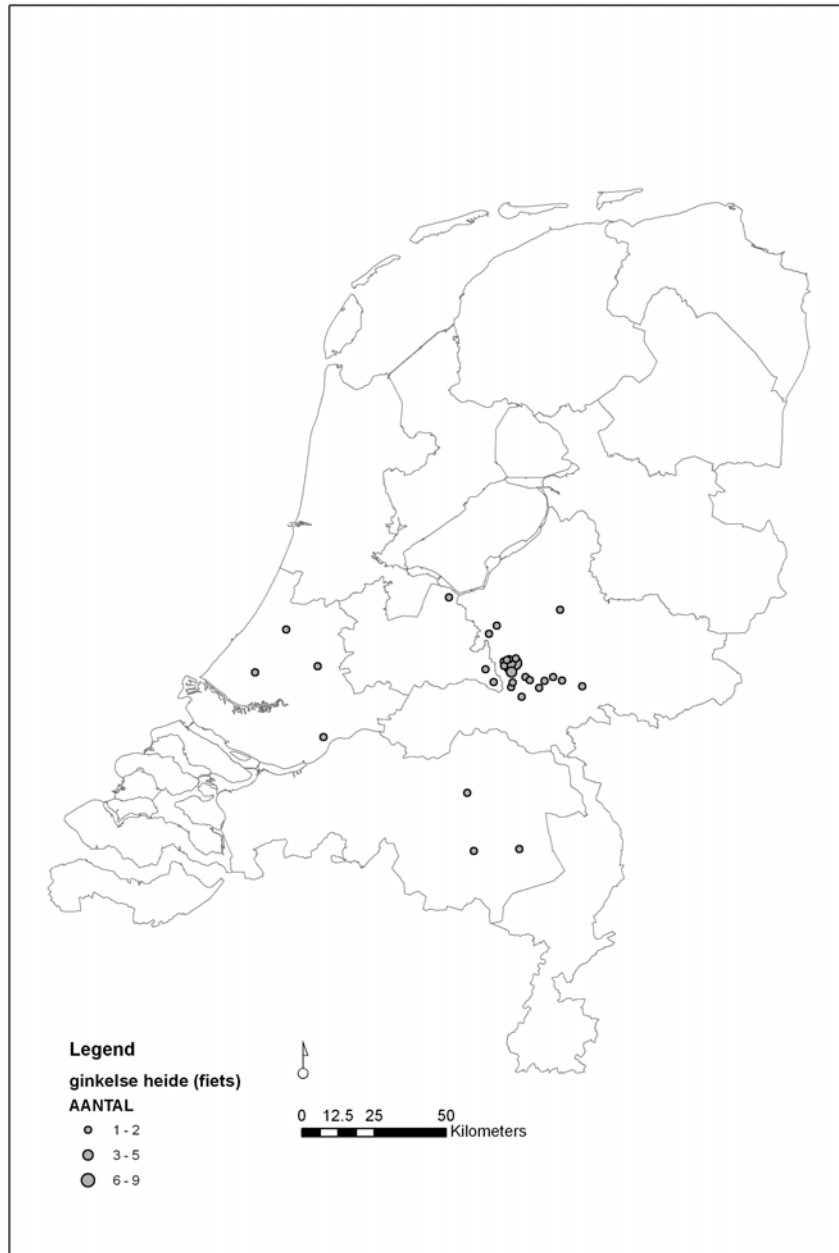 Legend
ginkelse heide (fiets)
AANTAL
1 - 2
3 - 5
6 - 9
0 12.5 25 50
Kilometers